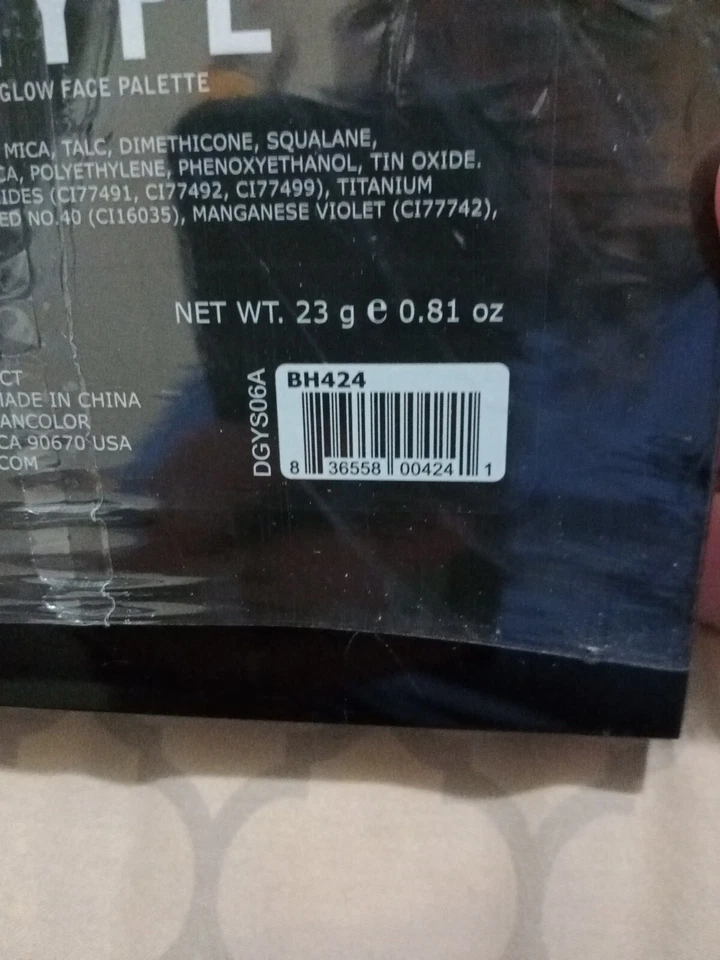 YPE
GLOW FACE PALETTE
MICA, TALC, DIMETHICONE, SQUALANE,
CA, POLYETHYLENE, PHENOXYETHANOL, TIN OXIDE.
IDES (CI77491, CI77492, CI77499), TITANIUM
ED NO.40 (CI16035), MANGANESE VIOLET (CI77742),
NET WT. 23 g e 0.81 oz
CT
MADE IN CHINA
ANCOLOR
CA 90670 USA
COM
DGYS06A
BH424
8 36558 00424 1